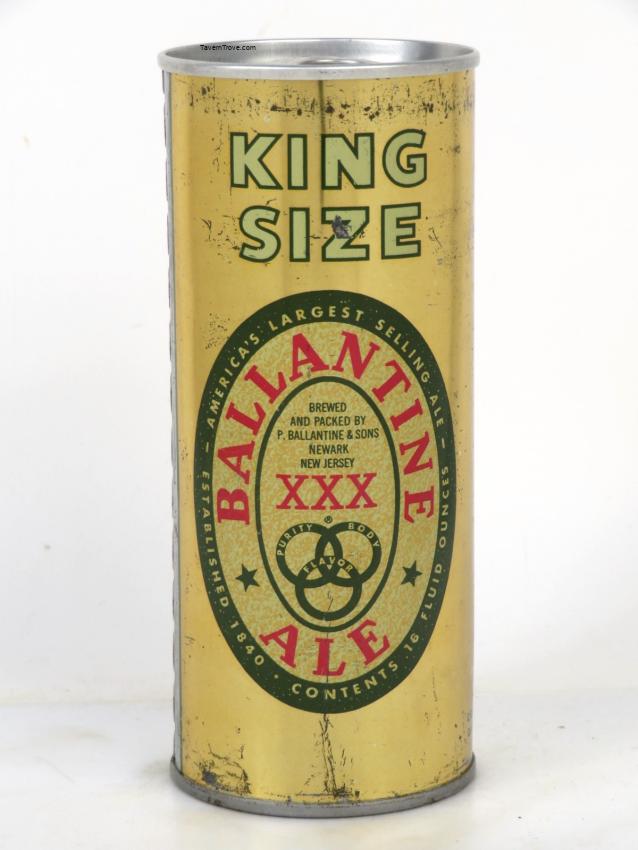 TavernTrove.com
KING
SIZE
— AMERICA'S LARGEST SELLING ALE —
BALLANTINE
BREWED
AND PACKED BY
P. BALLANTINE & SONS
NEWARK
NEW JERSEY
XXX
®
PURITY BODY
FLAVOR
ALE
ESTABLISHED 1840 • CONTENTS 16 FLUID OUNCES